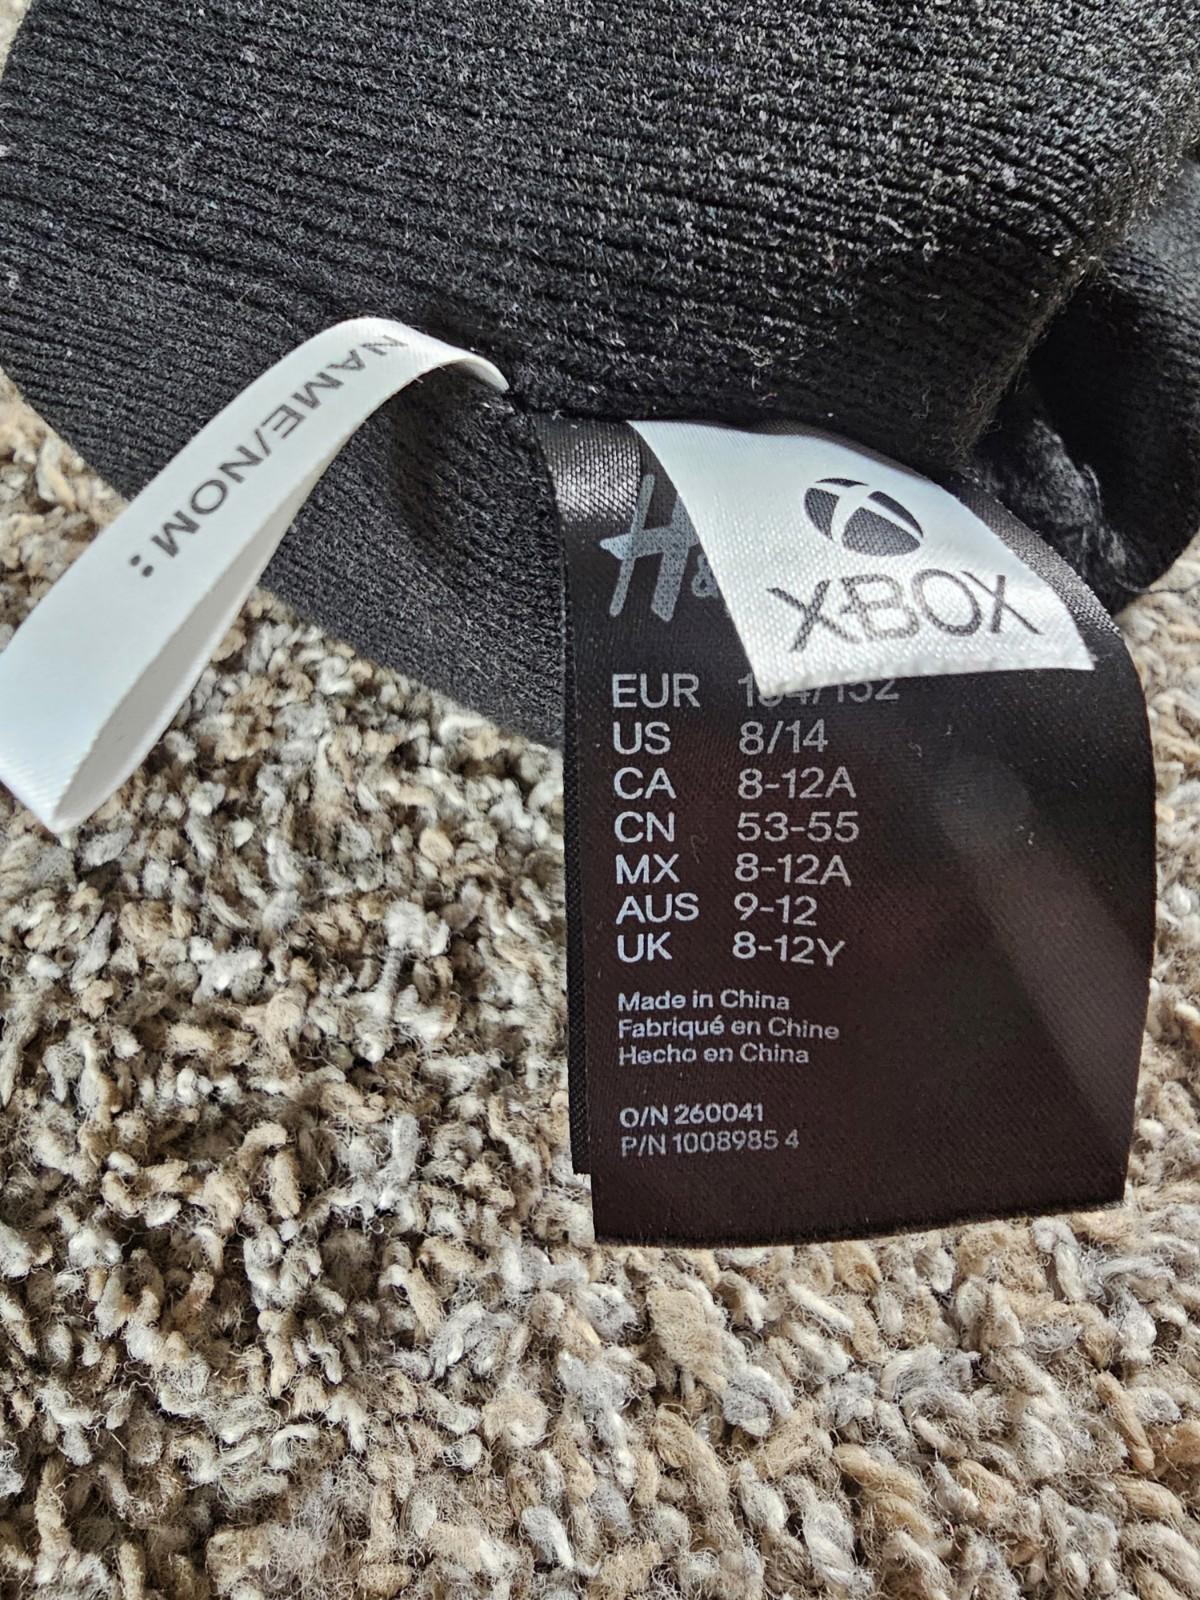 NAME/NOM:
H&
XBOX
EUR
US 8/14
CA 8-12A
CN 53-55
MX 8-12A
AUS 9-12
UK 8-12Y
Made in China
Fabriqué en Chine
Hecho en China
O/N 260041
P/N 1008985 4